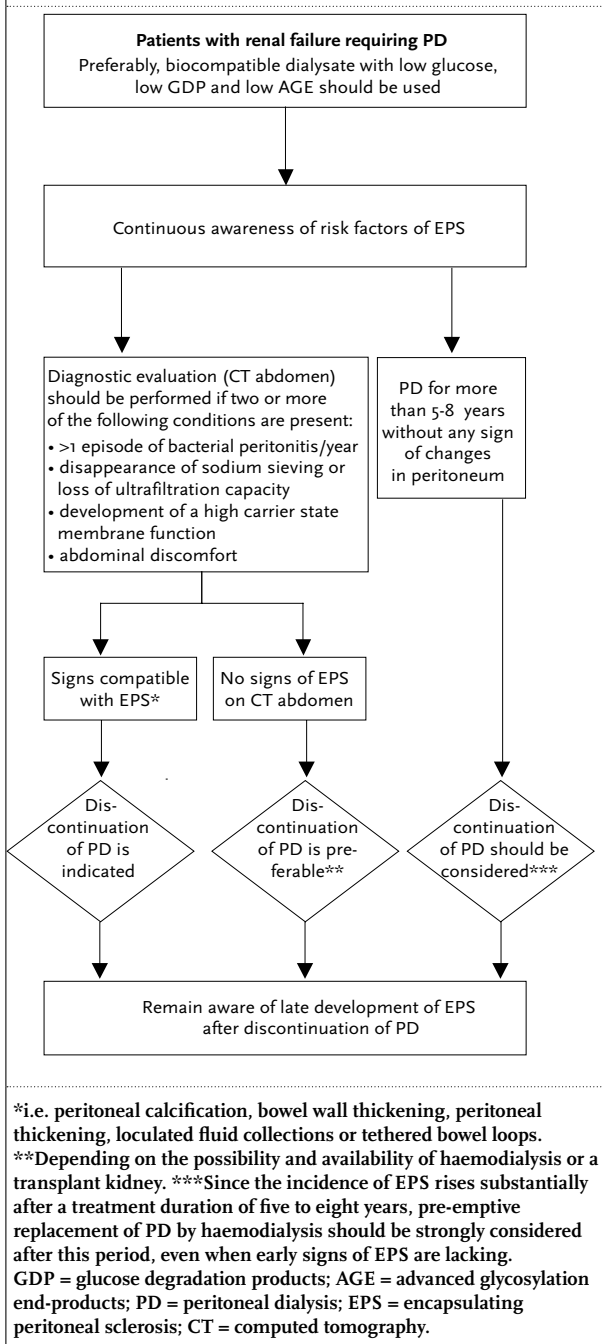 Patients with renal failure requiring PD
Preferably, biocompatible dialysate with low glucose,
low GDP and low AGE should be used
Continuous awareness of risk factors of EPS
Diagnostic evaluation (CT abdomen)
should be performed if two or more
of the following conditions are present:
• >1 episode of bacterial peritonitis/year
• disappearance of sodium sieving or
loss of ultrafiltration capacity
• development of a high carrier state
membrane function
• abdominal discomfort
PD for more
than 5-8 years
without any sign
of changes
in peritoneum
Signs compatible
with EPS*
No signs of EPS
on CT abdomen
Dis-
continuation
of PD is
indicated
Dis-
continuation
of PD is pre-
ferable**
Dis-
continuation
of PD should be
considered***
Remain aware of late development of EPS
after discontinuation of PD
*i.e. peritoneal calcification, bowel wall thickening, peritoneal
thickening, loculated fluid collections or tethered bowel loops.
**Depending on the possibility and availability of haemodialysis or a
transplant kidney. ***Since the incidence of EPS rises substantially
after a treatment duration of five to eight years, pre-emptive
replacement of PD by haemodialysis should be strongly considered
after this period, even when early signs of EPS are lacking.
GDP = glucose degradation products; AGE = advanced glycosylation
end-products; PD = peritoneal dialysis; EPS = encapsulating
peritoneal sclerosis; CT = computed tomography.